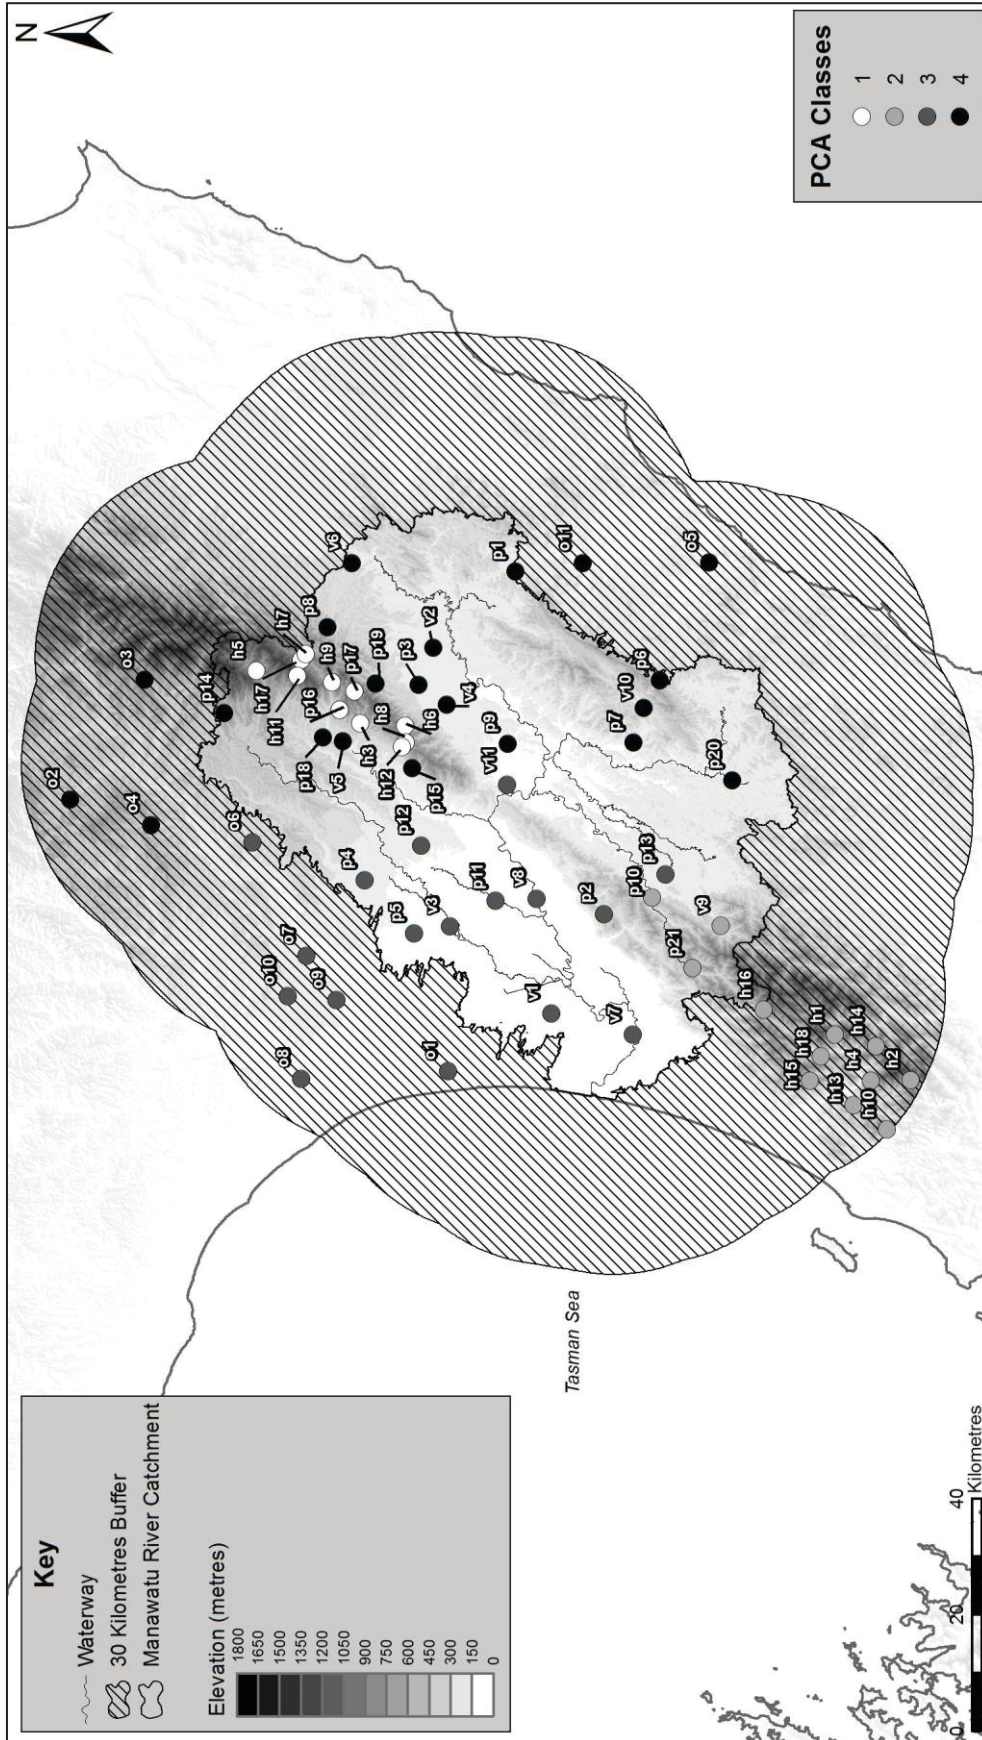 N
Key
Waterway
30 Kilometres Buffer
Manawatu River Catchment
Elevation (metres)
1800
1650
1500
1350
1200
1050
900
750
600
450
300
150
0
o2
o3
o4
p14
h5
h7
o6
h17
p8
v6
h11
h9
p16
p17
o7
p18
p19
o10
v5
h3
h8
p3
v2
o9
p4
h12
h6
o8
p15
v4
p1
p12
p5
p9
o11
v3
v11
o1
p11
v8
o5
p6
v10
p7
v1
p2
p13
p10
p20
v7
p21
v9
h16
h1
h18
h14
h15
h4
h13
h2
h10
Tasman Sea
PCA Classes
1
2
3
4
0
20
40
Kilometres